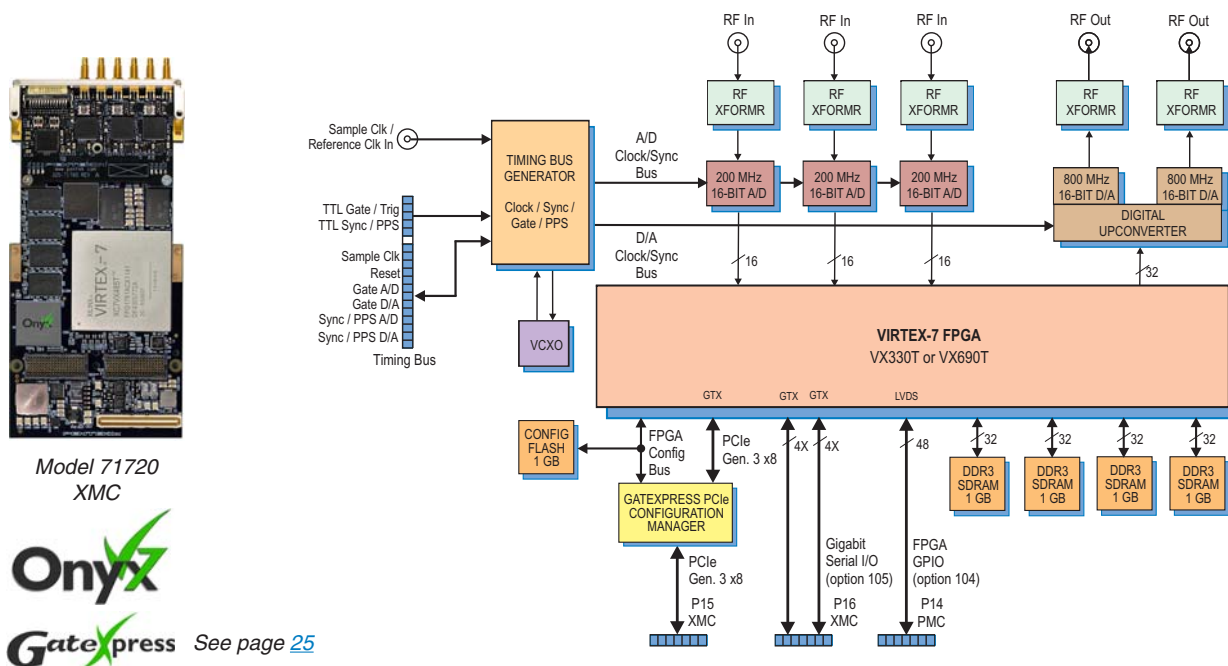 RF In
RF In
RF In
RF Out
RF Out
RF
XFORMR
RF
XFORMR
RF
XFORMR
RF
XFORMR
RF
XFORMR
Sample Clk /
Reference Clk In
TIMING BUS
GENERATOR
Clock / Sync /
Gate / PPS
A/D
Clock/Sync
Bus
200 MHz
16-BIT A/D
200 MHz
16-BIT A/D
200 MHz
16-BIT A/D
800 MHz
16-BIT D/A
800 MHz
16-BIT D/A
DIGITAL
UPCONVERTER
TTL Gate / Trig
TTL Sync / PPS
Sample Clk
Reset
Gate A/D
Gate D/A
Sync / PPS A/D
Sync / PPS D/A
Timing Bus
D/A
Clock/Sync
Bus
16
16
16
32
VCXO
VIRTEX-7 FPGA
VX330T or VX690T
GTX
GTX
GTX
LVDS
CONFIG
FLASH
1 GB
FPGA
Config
Bus
PCIe
Gen. 3 x8
4X
4X
48
32
32
32
32
DDR3
SDRAM
1 GB
DDR3
SDRAM
1 GB
DDR3
SDRAM
1 GB
DDR3
SDRAM
1 GB
GATEXPRESS PCIe
CONFIGURATION
MANAGER
PCIe
Gen. 3 x8
Gigabit
Serial I/O
(option 105)
FPGA
GPIO
(option 104)
P15
XMC
P16
XMC
P14
PMC
VIRTEX-7
Onyx
Model 71720
XMC
Onyx7
GateXpress
See page 25